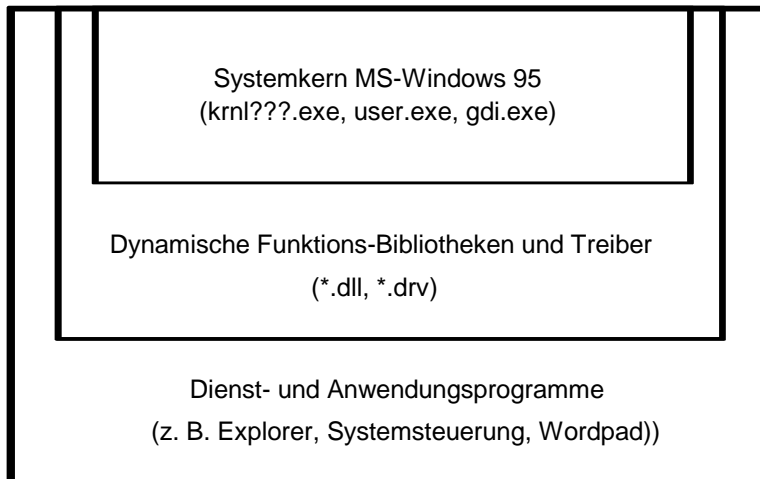 Systemkern MS-Windows 95
(krnl???.exe, user.exe, gdi.exe)
Dynamische Funktions-Bibliotheken und Treiber
(*.dll, *.drv)
Dienst- und Anwendungsprogramme
(z. B. Explorer, Systemsteuerung, Wordpad))